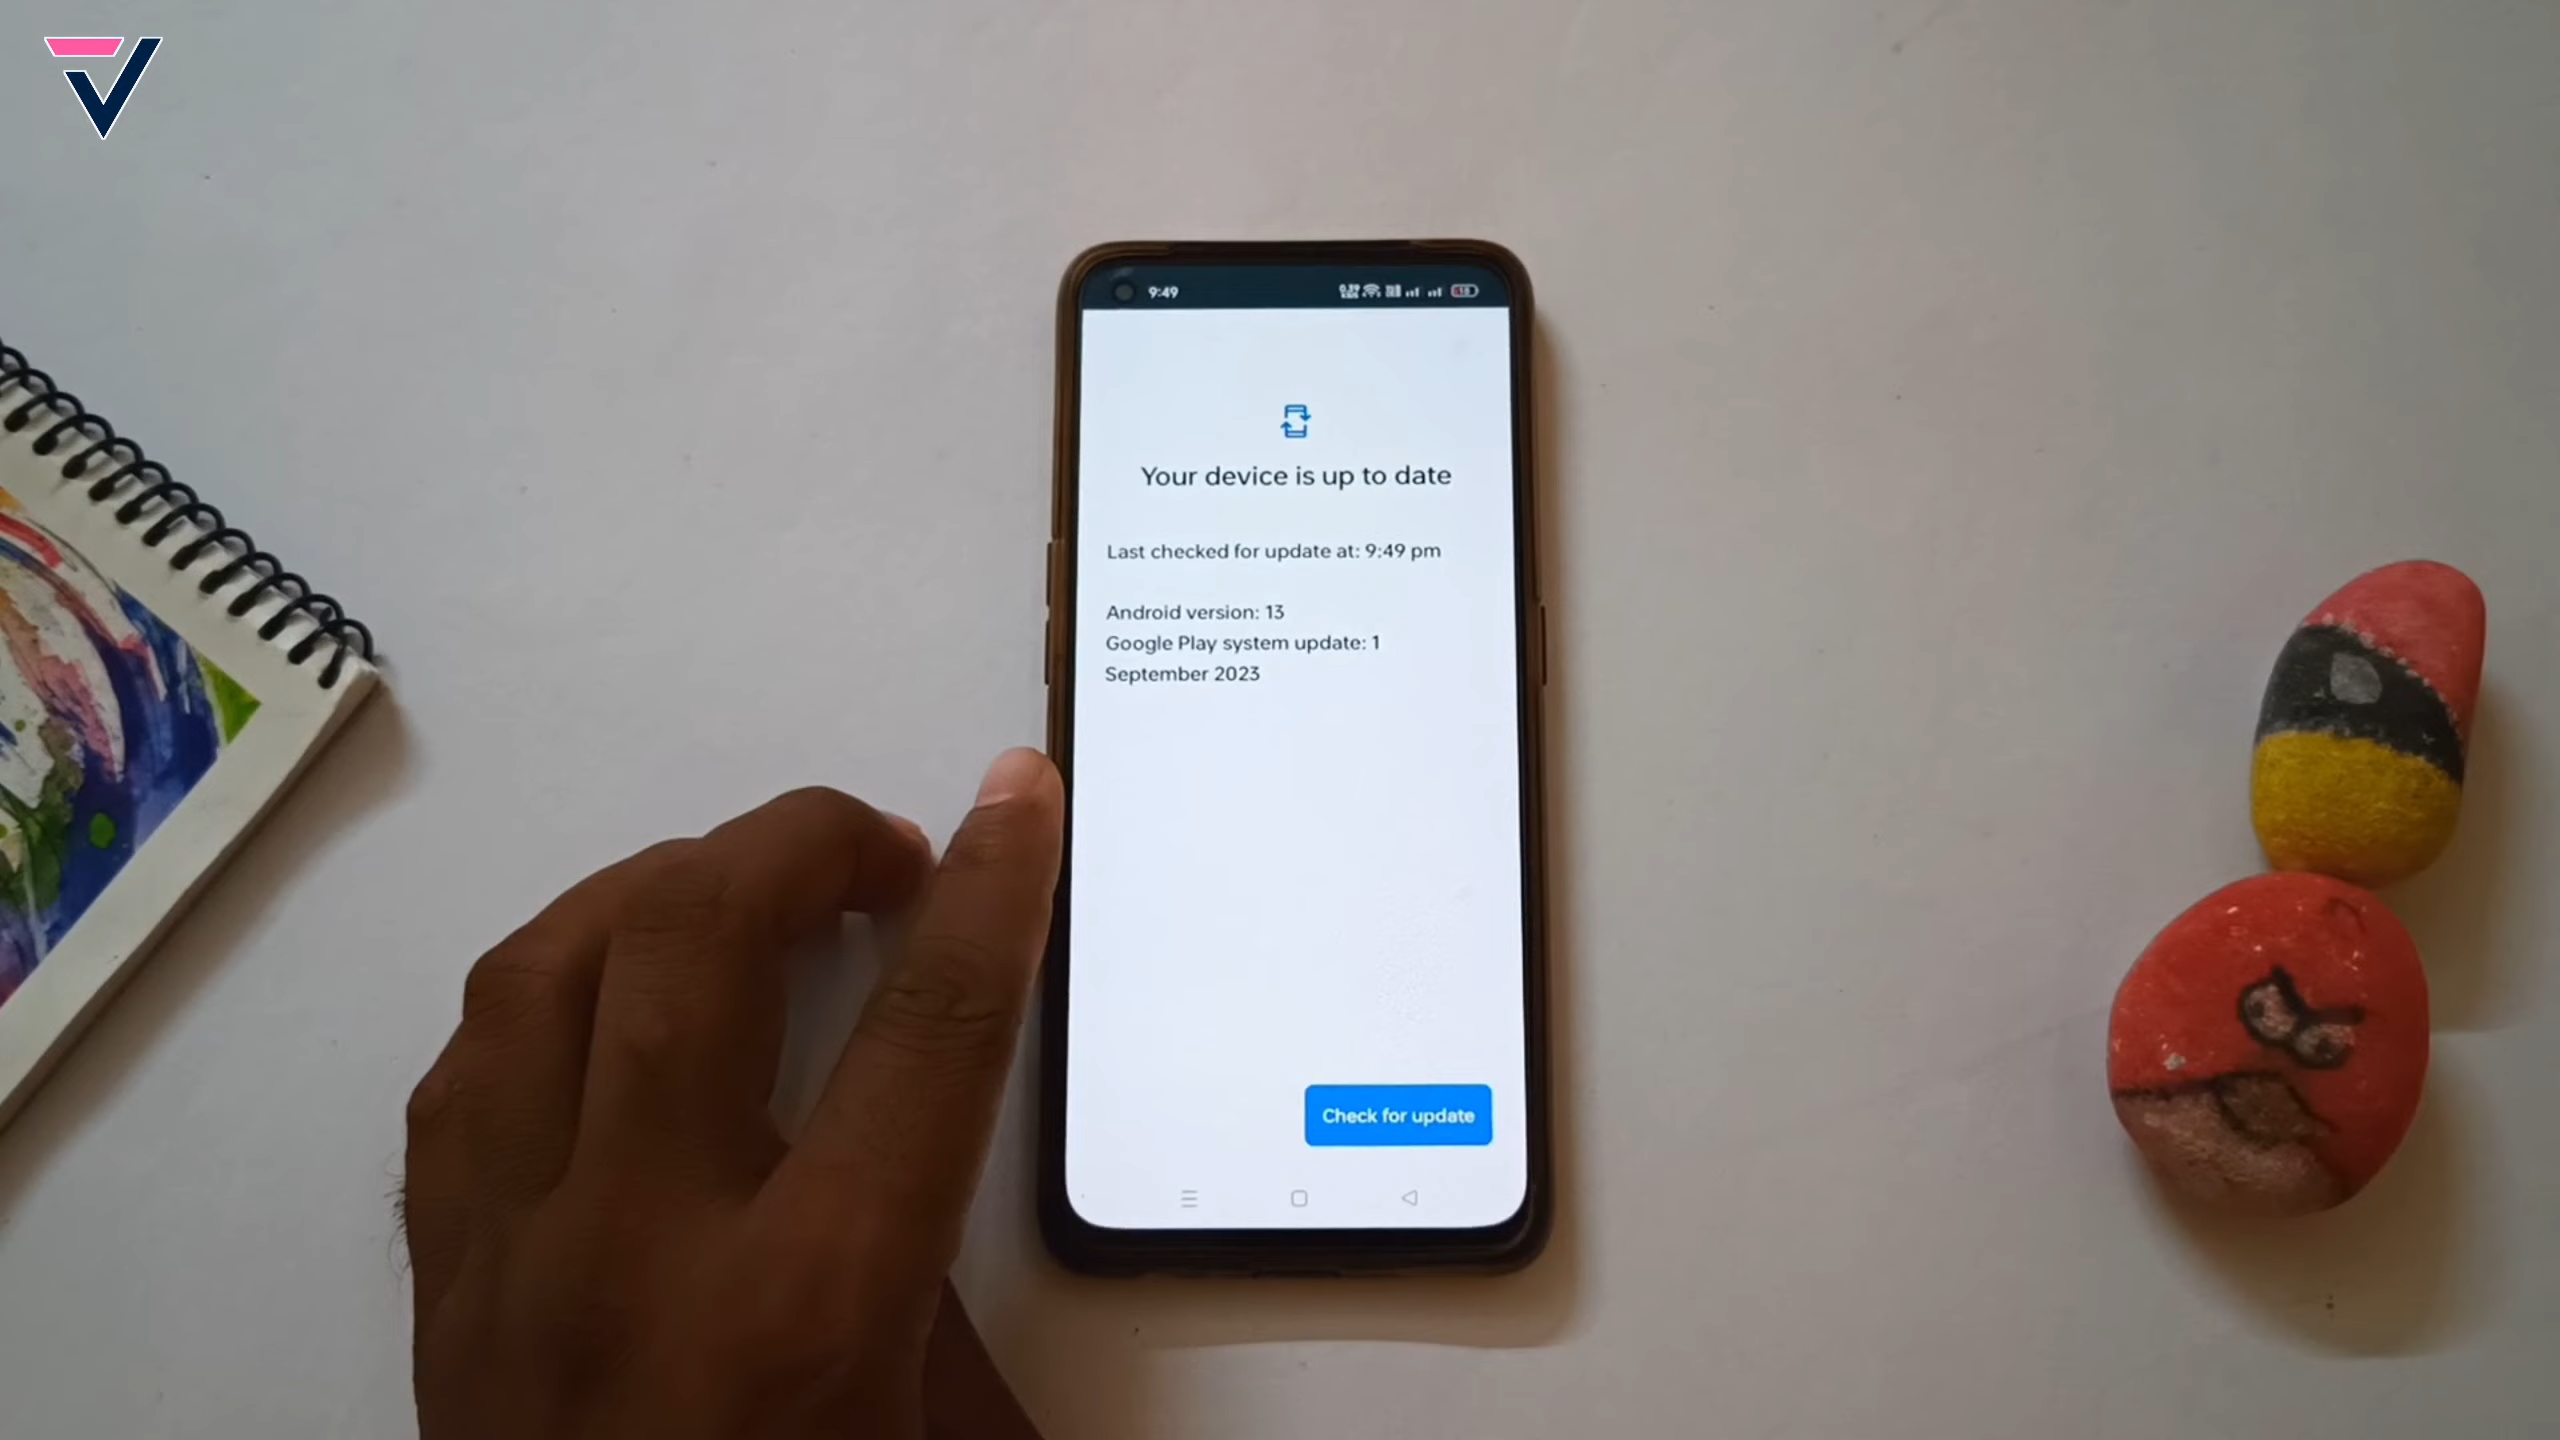 9:49
Your device is up to date
Last checked for update at: 9:49 pm
Android version: 13
Google Play system update: 1
September 2023
Check for update